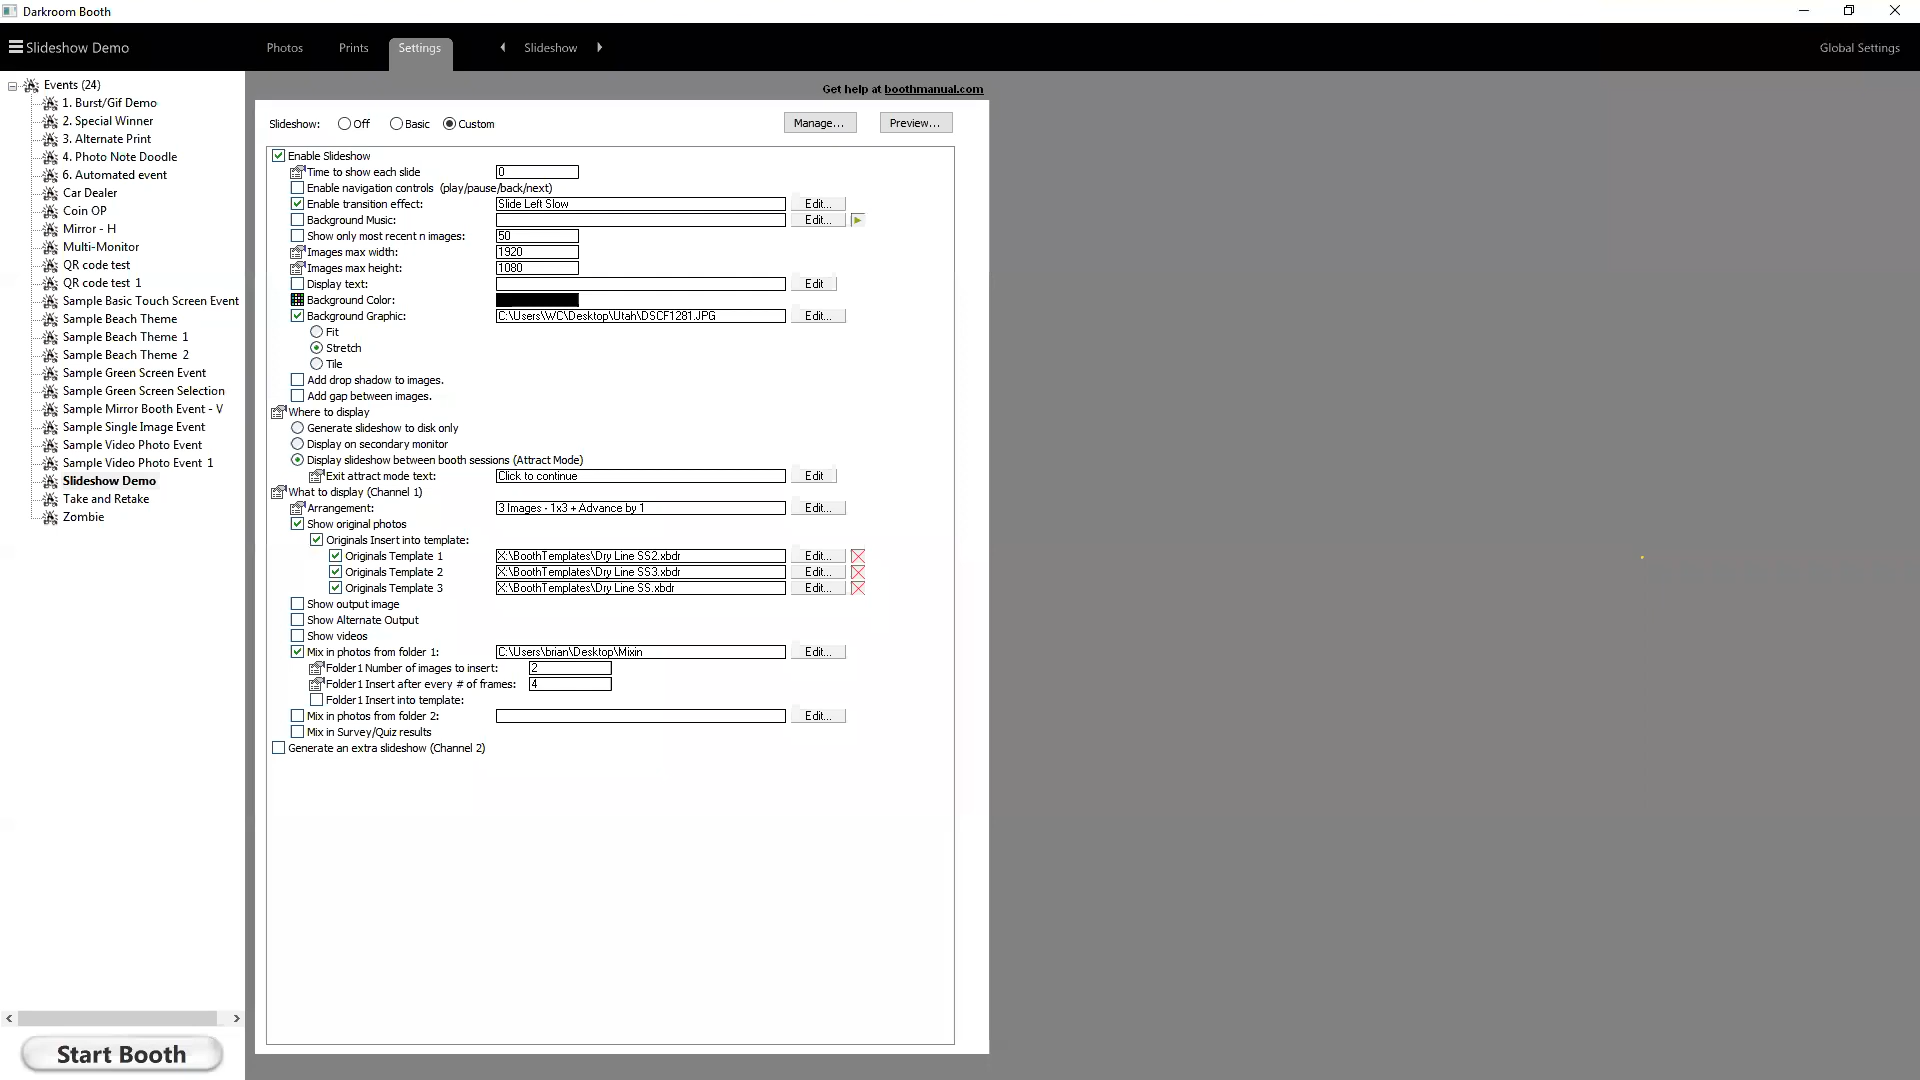 Darkroom Booth
Slideshow Demo
Photos
Prints
Settings
Slideshow
Global Settings
Events (24)
1. Burst/Gif Demo
2. Special Winner
3. Alternate Print
4. Photo Note Doodle
6. Automated event
Car Dealer
Coin OP
Mirror - H
Multi-Monitor
QR code test
QR code test 1
Sample Basic Touch Screen Event
Sample Beach Theme
Sample Beach Theme 1
Sample Beach Theme 2
Sample Green Screen Event
Sample Green Screen Selection
Sample Mirror Booth Event - V
Sample Single Image Event
Sample Video Photo Event
Sample Video Photo Event 1
Slideshow Demo
Take and Retake
Zombie
Start Booth
Get help at boothmanual.com
Slideshow: Off Basic Custom Manage... Preview...
Enable Slideshow
Time to show each slide 0
Enable navigation controls (play/pause/back/next)
Enable transition effect: Slide Left Slow Edit...
Background Music: Edit...
Show only most recent n images: 50
Images max width: 1920
Images max height: 1080
Display text: Edit
Background Color:
Background Graphic: C:\Users\WC\Desktop\Utah\DSCF1281.JPG Edit...
Fit
Stretch
Tile
Add drop shadow to images.
Add gap between images.
Where to display
Generate slideshow to disk only
Display on secondary monitor
Display slideshow between booth sessions (Attract Mode)
Exit attract mode text: Click to continue Edit
What to display (Channel 1)
Arrangement: 3 Images - 1x3 + Advance by 1 Edit...
Show original photos
Originals Insert into template:
Originals Template 1 X:\BoothTemplates\Dry Line SS2.xbdr Edit...
Originals Template 2 X:\BoothTemplates\Dry Line SS3.xbdr Edit...
Originals Template 3 X:\BoothTemplates\Dry Line SS.xbdr Edit...
Show output image
Show Alternate Output
Show videos
Mix in photos from folder 1: C:\Users\brian\Desktop\Mixin Edit...
Folder1 Number of images to insert: 2
Folder1 Insert after every # of frames: 4
Folder1 Insert into template:
Mix in photos from folder 2: Edit...
Mix in Survey/Quiz results
Generate an extra slideshow (Channel 2)